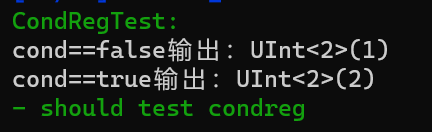 CondRegTest:
cond==false输出：UInt<2>(1)
cond==true输出：UInt<2>(2)
- should test condreg